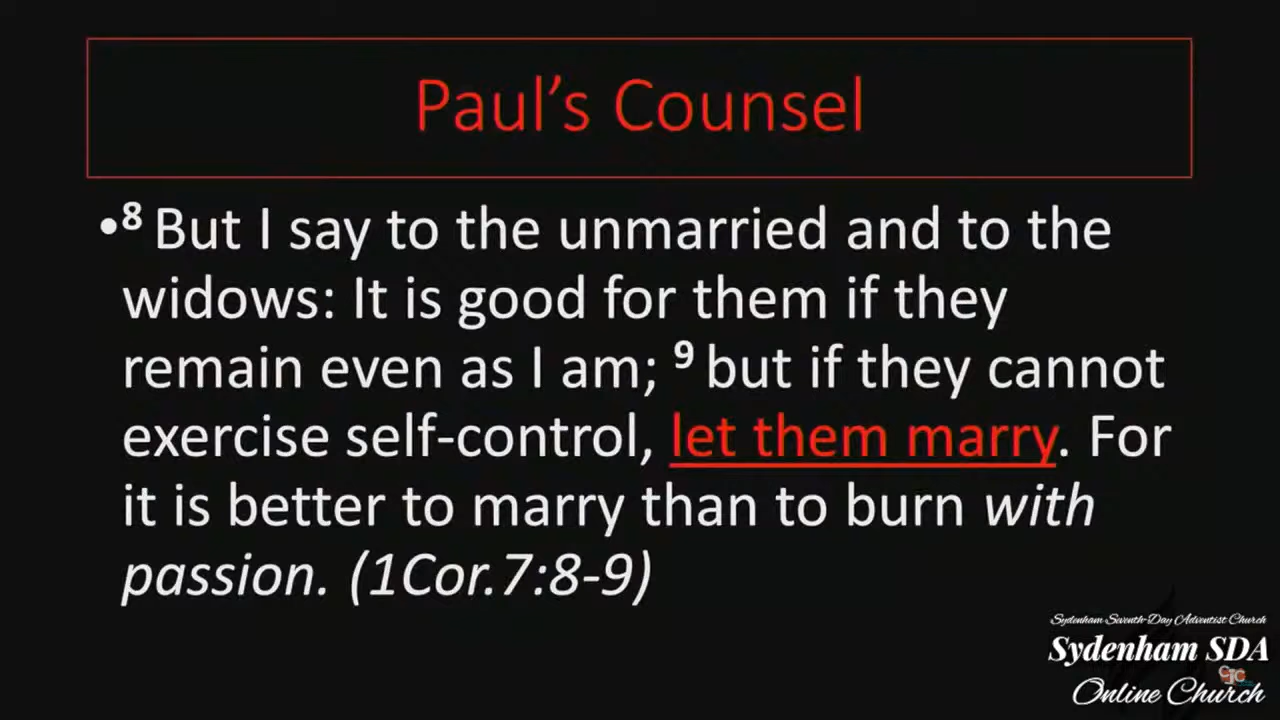 Paul's Counsel
•⁸ But I say to the unmarried and to the
widows: It is good for them if they
remain even as I am; ⁹ but if they cannot
exercise self-control, let them marry. For
it is better to marry than to burn with
passion. (1Cor.7:8-9)
Sydenham Seventh-Day Adventist Church
Sydenham SDA
CJC
Online Church